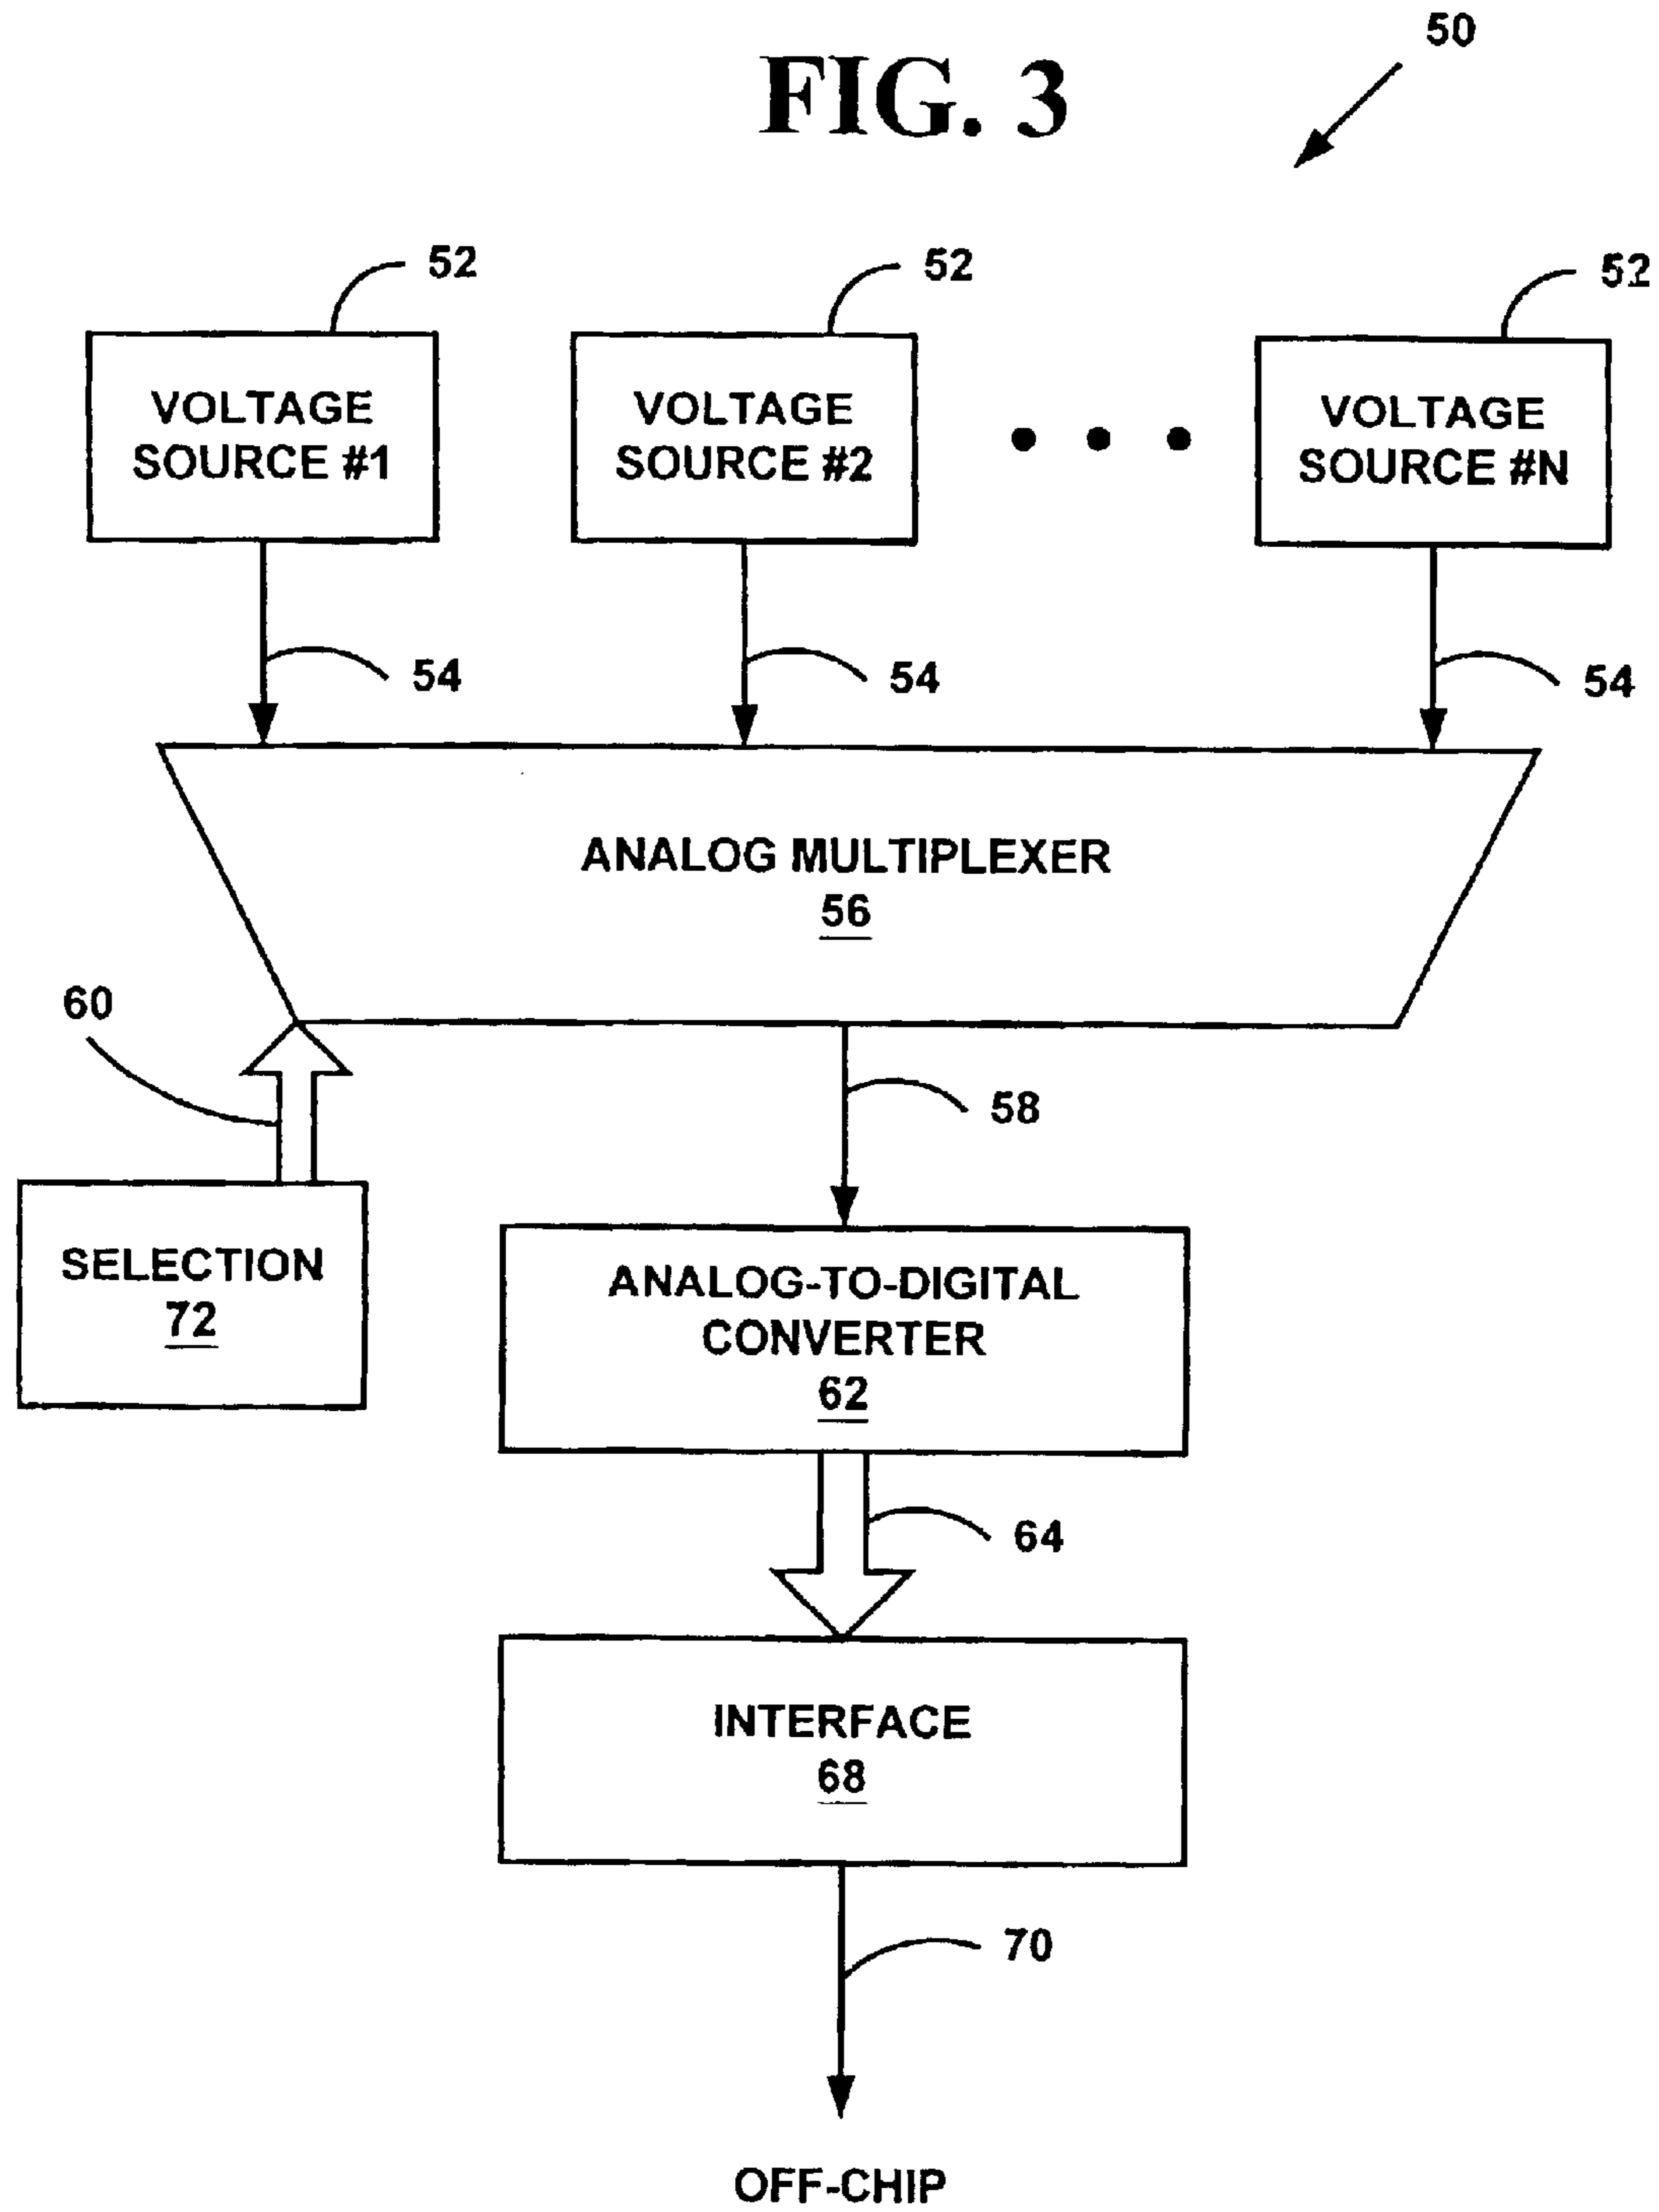 50
FIG. 3
52
52
52
VOLTAGE
SOURCE #1
VOLTAGE
SOURCE #2
VOLTAGE
SOURCE #N
54
54
54
ANALOG MULTIPLEXER
56
60
58
SELECTION
72
ANALOG-TO-DIGITAL
CONVERTER
62
64
INTERFACE
68
70
OFF-CHIP